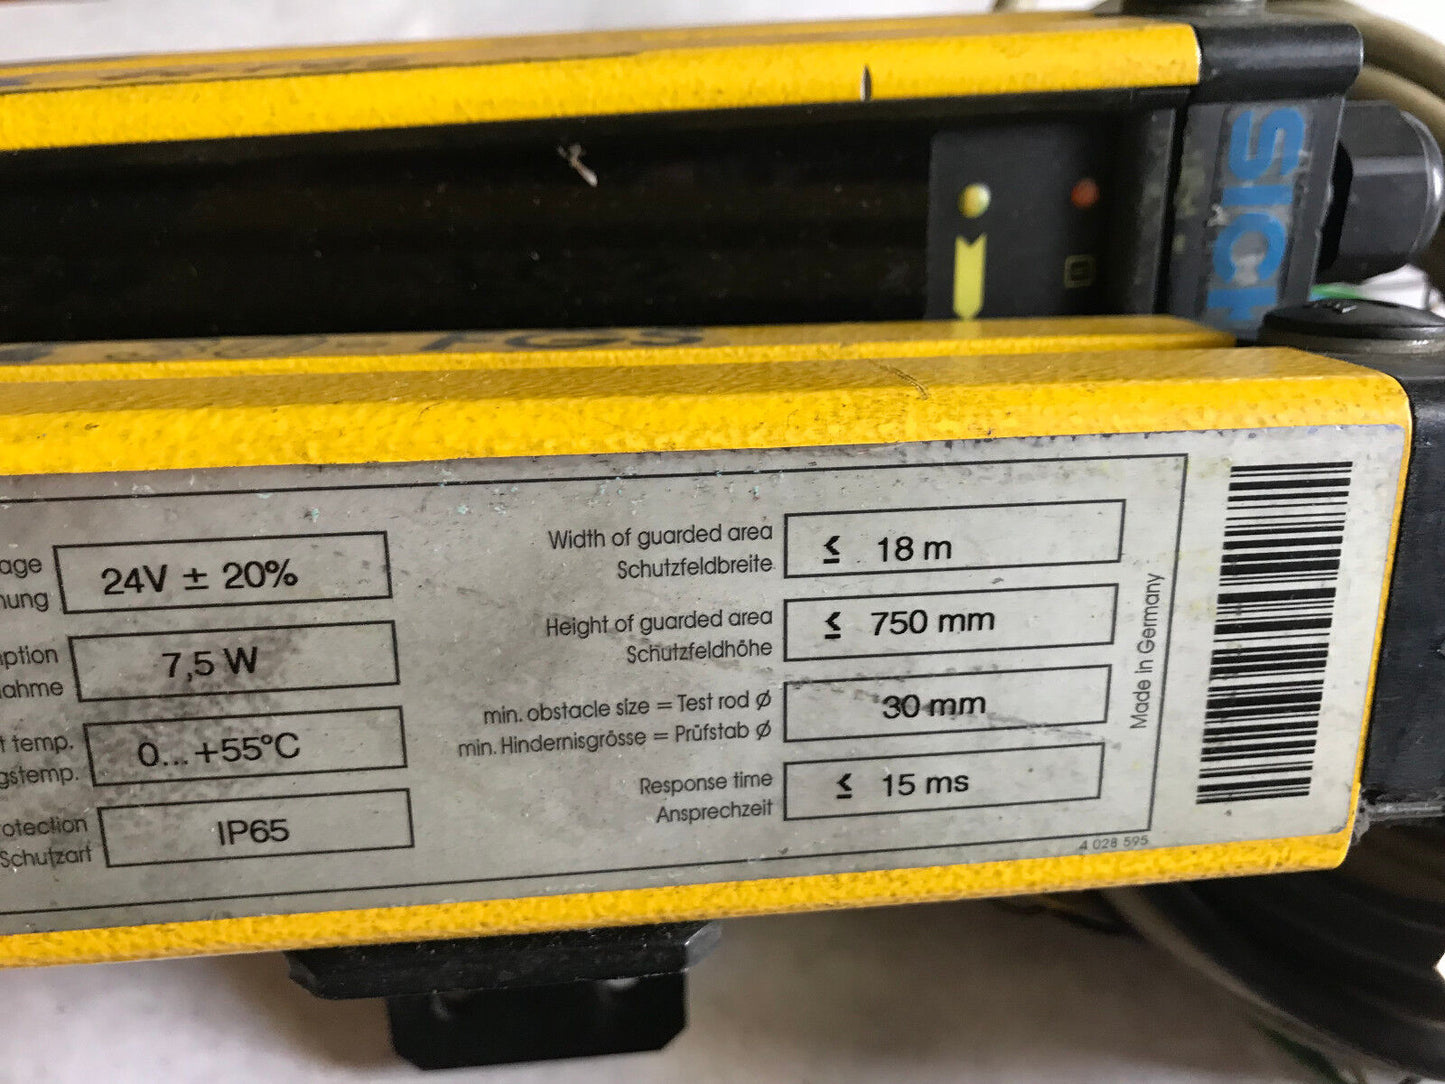 SICK
FGS
age
nung
24V ± 20%
ption
nahme
7,5 W
t temp.
gstemp.
0...+55°C
otection
Schutzart
IP65
Width of guarded area
Schutzfeldbreite
≤ 18 m
Height of guarded area
Schutzfeldhöhe
≤ 750 mm
min. obstacle size = Test rod Ø
min. Hindernisgrösse = Prüfstab Ø
30 mm
Response time
Ansprechzeit
≤ 15 ms
Made in Germany
4 028 595